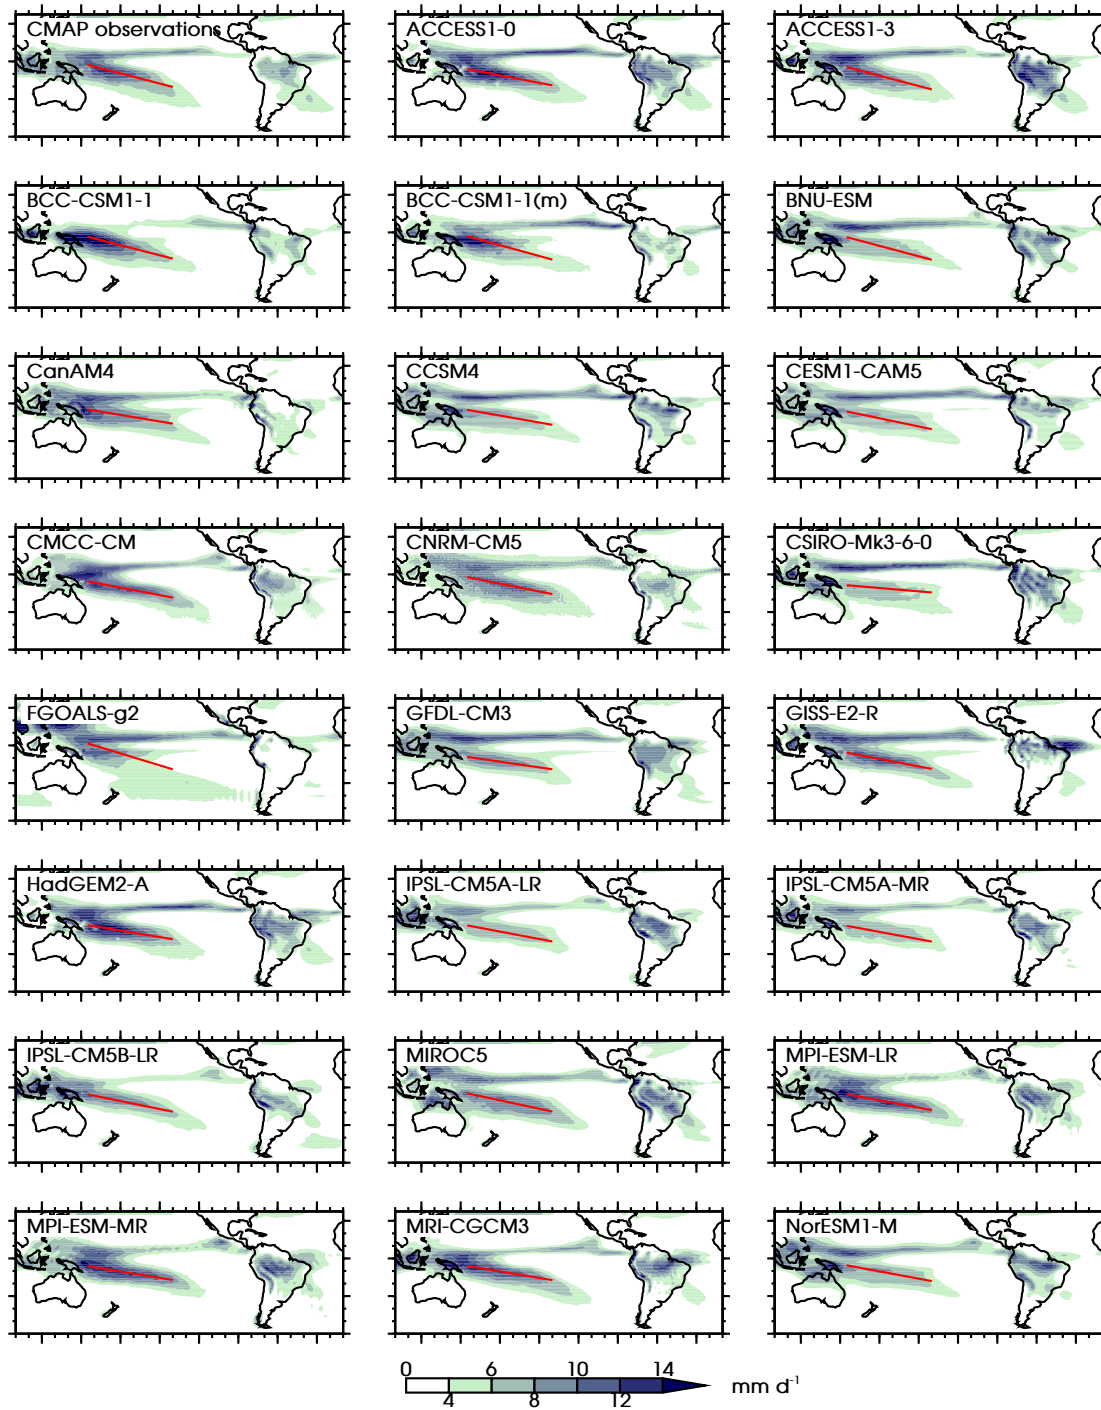 CMAP observations
ACCESS1-0
ACCESS1-3
BCC-CSM1-1
BCC-CSM1-1(m)
BNU-ESM
CanAM4
CCSM4
CESM1-CAM5
CMCC-CM
CNRM-CM5
CSIRO-Mk3-6-0
FGOALS-g2
GFDL-CM3
GISS-E2-R
HadGEM2-A
IPSL-CM5A-LR
IPSL-CM5A-MR
IPSL-CM5B-LR
MIROC5
MPI-ESM-LR
MPI-ESM-MR
MRI-CGCM3
NorESM1-M
0 6 10 14
mm d⁻¹
4 8 12